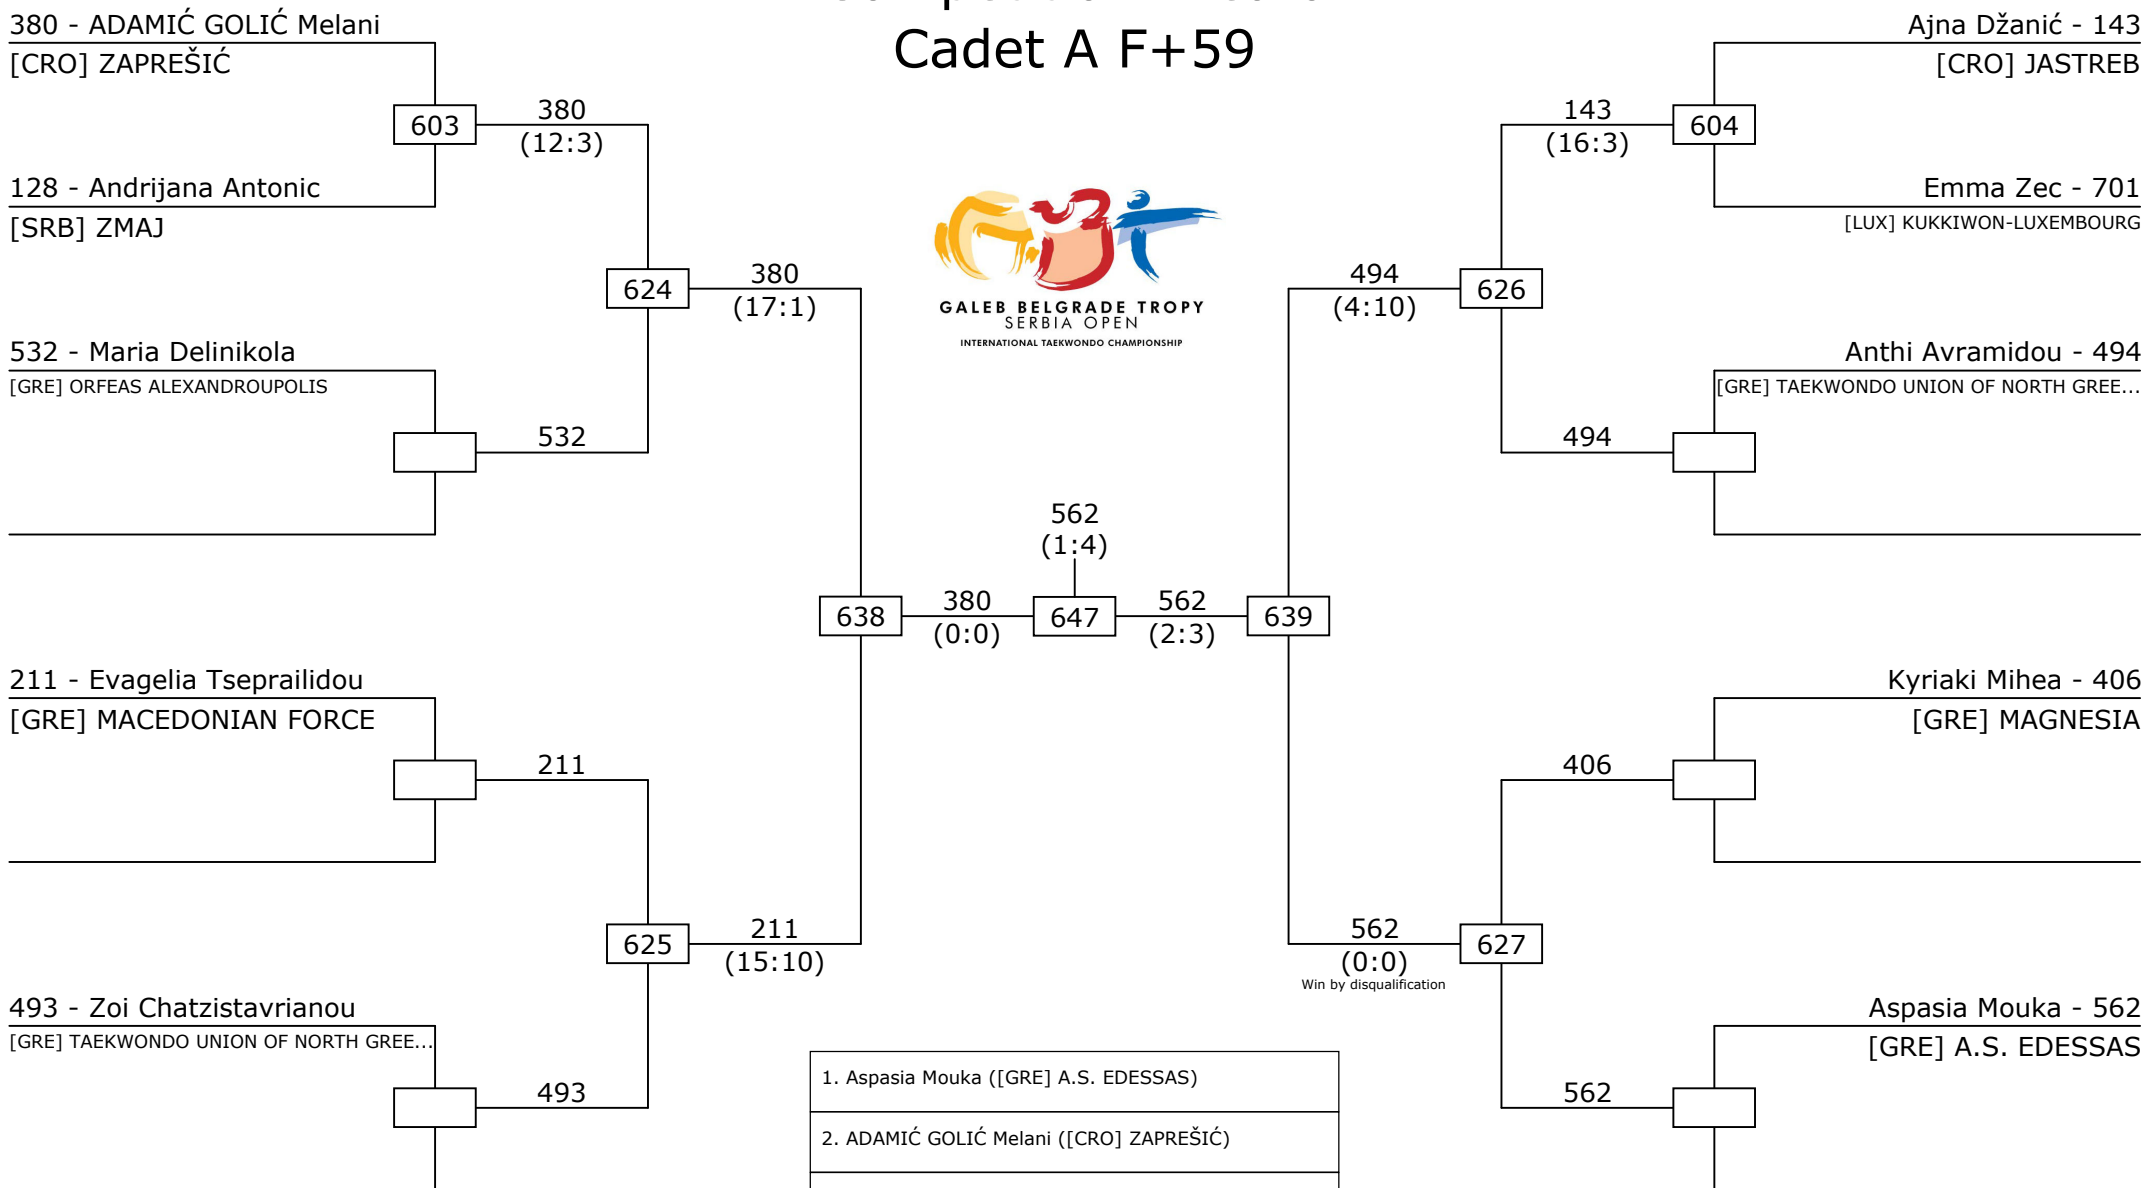 Cadet A F+59
380 - ADAMIĆ GOLIĆ Melani
[CRO] ZAPREŠIĆ
603
380
(12:3)
128 - Andrijana Antonic
[SRB] ZMAJ
624
380
(17:1)
532 - Maria Delinikola
[GRE] ORFEAS ALEXANDROUPOLIS
532
211 - Evagelia Tseprailidou
[GRE] MACEDONIAN FORCE
211
625
211
(15:10)
493 - Zoi Chatzistavrianou
[GRE] TAEKWONDO UNION OF NORTH GREE...
493
GALEB BELGRADE TROPY
SERBIA OPEN
INTERNATIONAL TAEKWONDO CHAMPIONSHIP
638
380
(0:0)
562
(1:4)
647
562
(2:3)
639
Ajna Džanić - 143
[CRO] JASTREB
143
(16:3)
604
Emma Zec - 701
[LUX] KUKKIWON-LUXEMBOURG
494
(4:10)
626
Anthi Avramidou - 494
[GRE] TAEKWONDO UNION OF NORTH GREE...
494
Kyriaki Mihea - 406
[GRE] MAGNESIA
406
562
(0:0)
Win by disqualification
627
Aspasia Mouka - 562
[GRE] A.S. EDESSAS
562
1. Aspasia Mouka ([GRE] A.S. EDESSAS)
2. ADAMIĆ GOLIĆ Melani ([CRO] ZAPREŠIĆ)